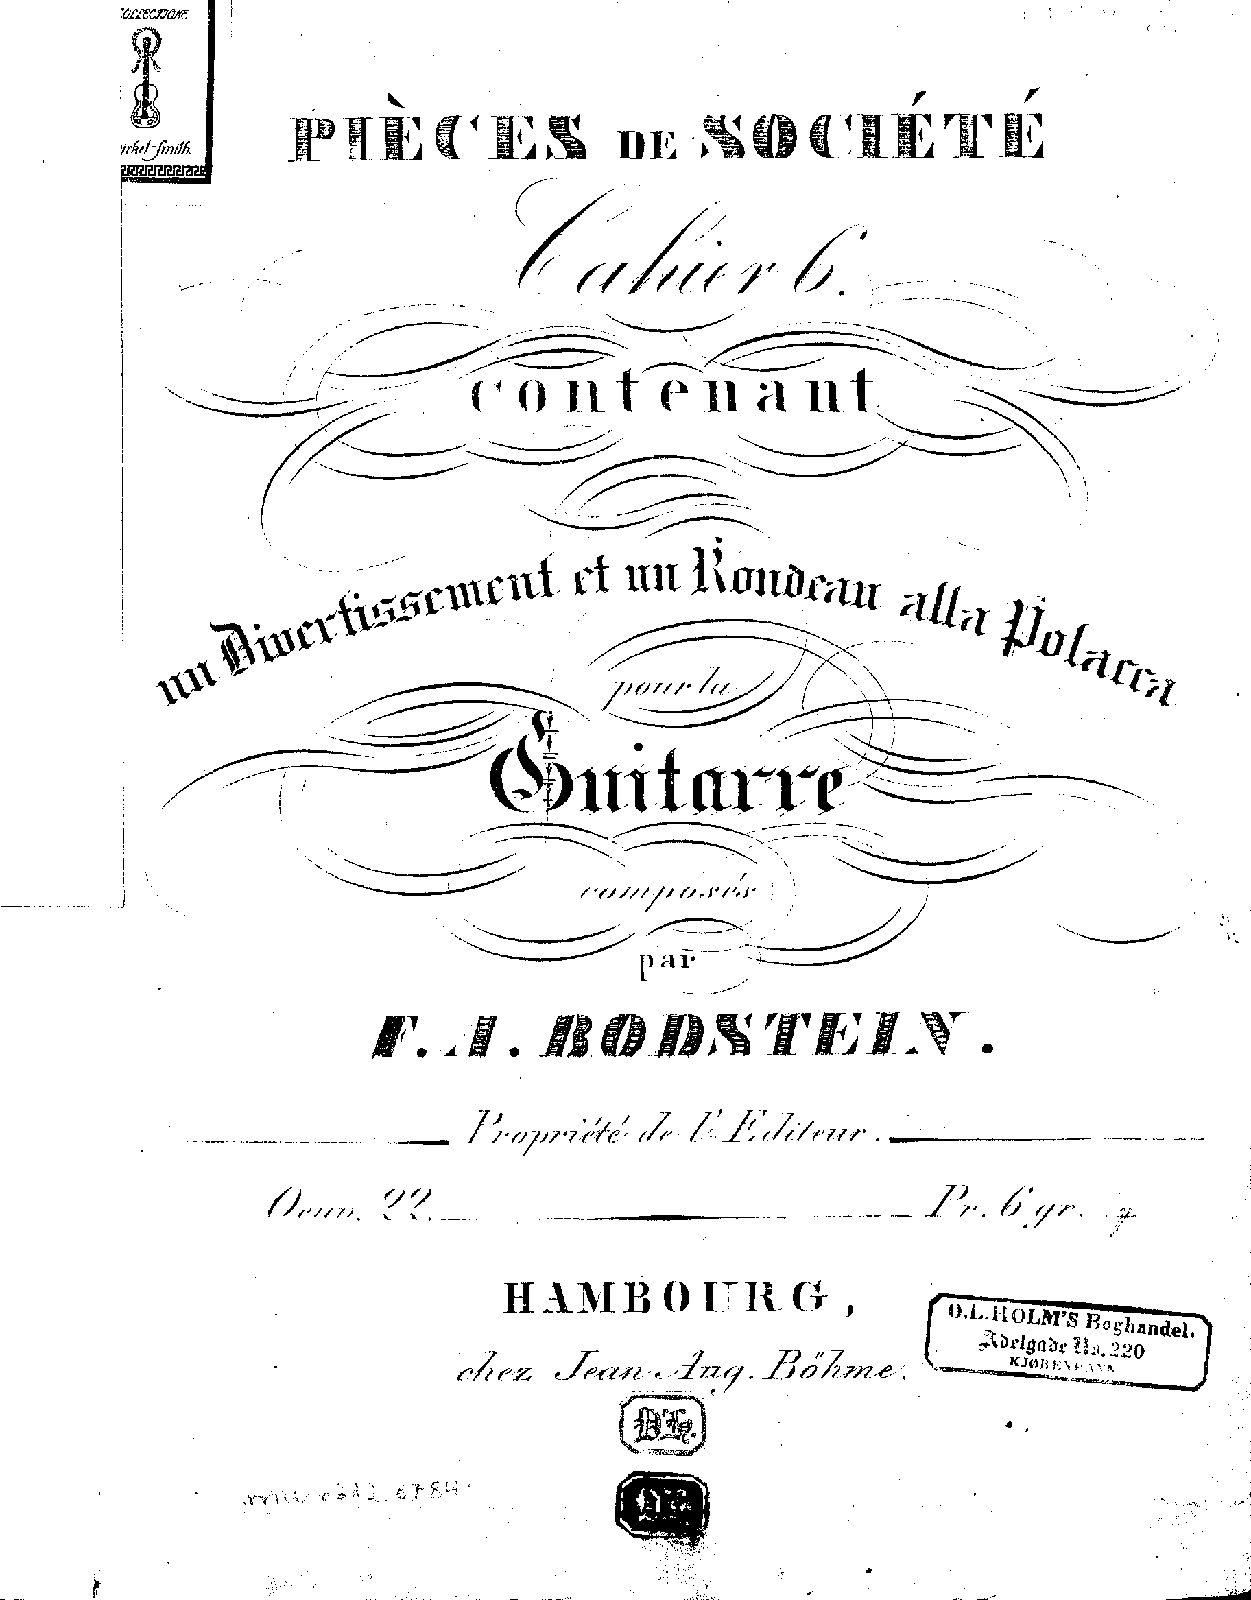 PIÈCES DE SOCIÉTÉ
Cahier 6.
contenant
un Divertissement et un Rondeau alla Polacca
pour la
Guitarre
composés
par
F. I. BODSTEIN.
Propriété de l'Editeur.
Oeuv. 22. Pr. 6 gr.
HAMBOURG,
chez Jean Aug. Böhme.
O.L. HOLM'S Boghandel.
Adelgade No. 220
KJØBENHAVN